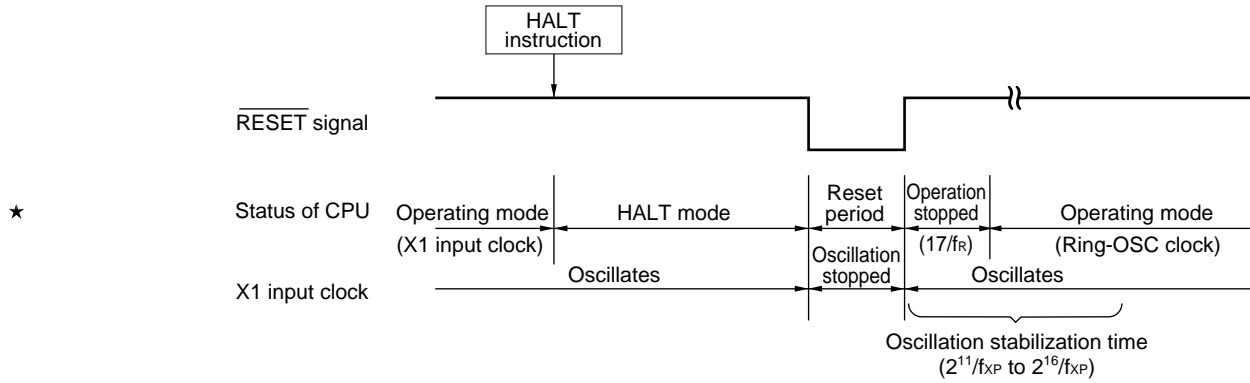 HALT
instruction
RESET signal
★ Status of CPU
Operating mode
(X1 input clock)
HALT mode
Reset
period
Operation
stopped
(17/fR)
Operating mode
(Ring-OSC clock)
X1 input clock
Oscillates
Oscillation
stopped
Oscillates
Oscillation stabilization time
(2¹¹/fXP to 2¹⁶/fXP)